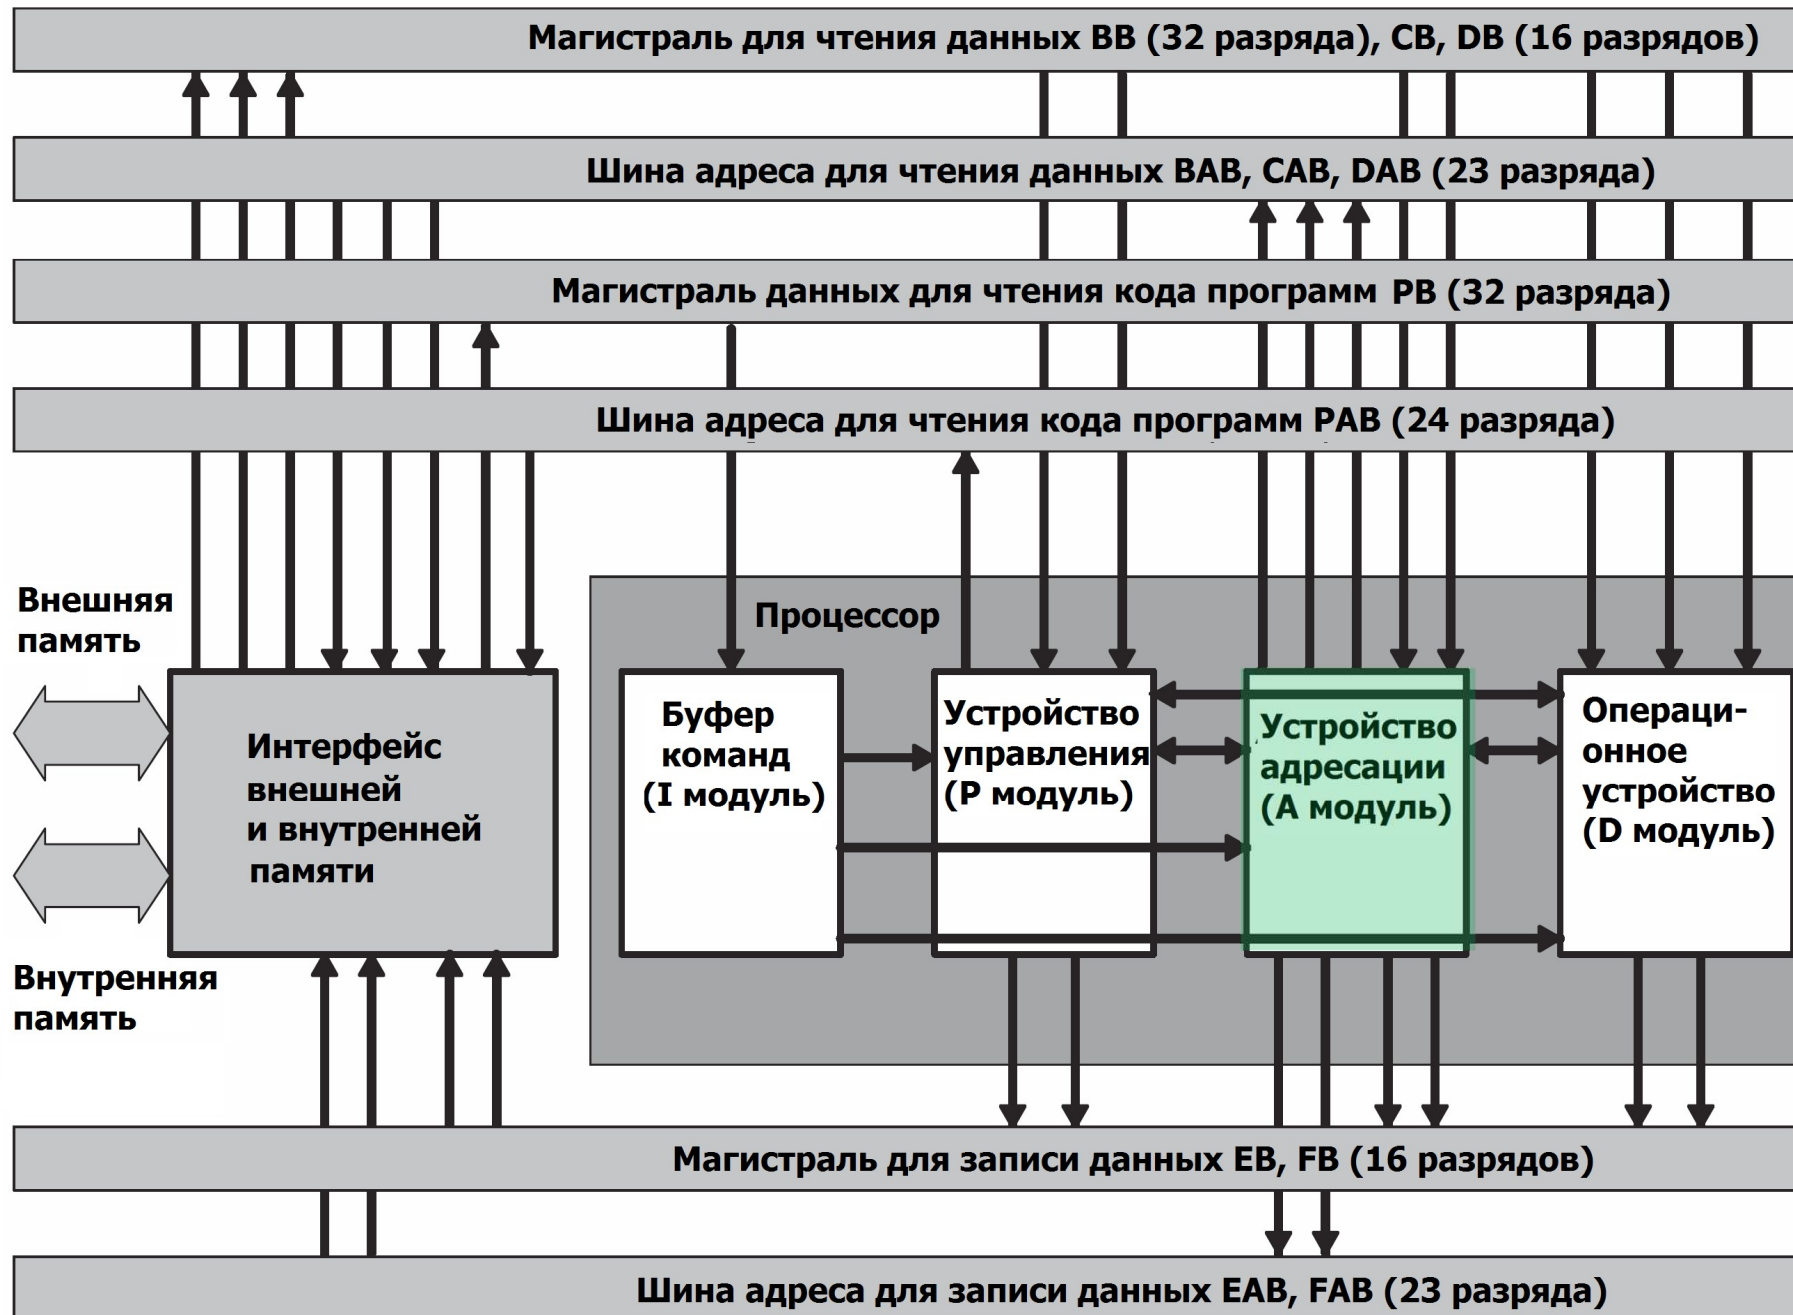 Магистраль для чтения данных BB (32 разряда), CB, DB (16 разрядов)
Шина адреса для чтения данных BAB, CAB, DAB (23 разряда)
Магистраль данных для чтения кода программ PB (32 разряда)
Шина адреса для чтения кода программ PAB (24 разряда)
Внешняя
память
Процессор
Интерфейс
внешней
и внутренней
памяти
Буфер
команд
(I модуль)
Устройство
управления
(P модуль)
Устройство
адресации
(A модуль)
Операци-
онное
устройство
(D модуль)
Внутренняя
память
Магистраль для записи данных EB, FB (16 разрядов)
Шина адреса для записи данных EAB, FAB (23 разряда)